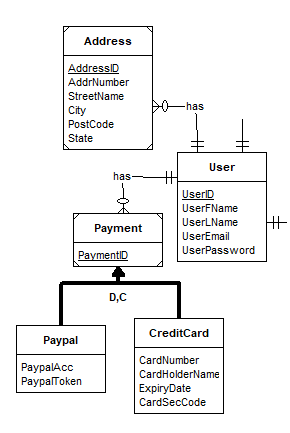 Address
AddressID
AddrNumber
StreetName
City
PostCode
State
has
User
UserID
UserFName
UserLName
UserEmail
UserPassword
has
Payment
PaymentID
D,C
Paypal
PaypalAcc
PaypalToken
CreditCard
CardNumber
CardHolderName
ExpiryDate
CardSecCode